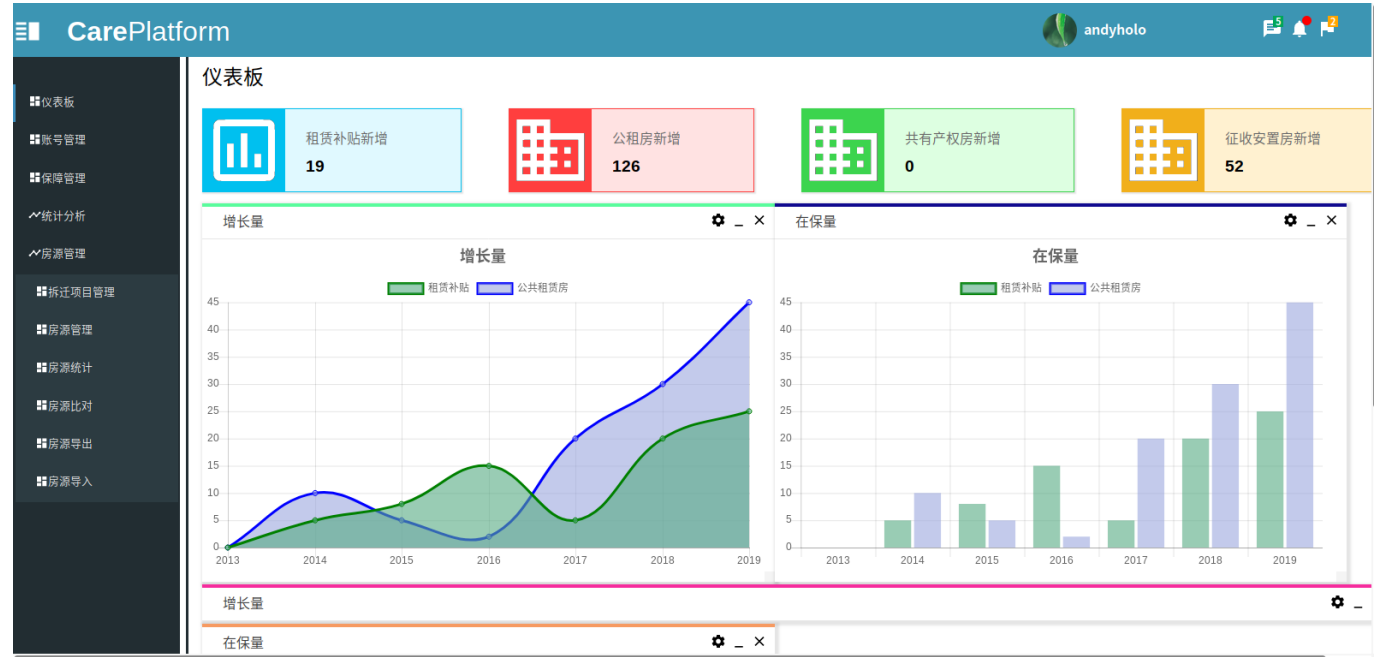 CarePlatform
andyholo
5
2
仪表板
账号管理
保障管理
统计分析
房源管理
拆迁项目管理
房源管理
房源统计
房源比对
房源导出
房源导入
仪表板
租赁补贴新增
19
公租房新增
126
共有产权房新增
0
征收安置房新增
52
增长量
增长量
租赁补贴 公共租赁房
45
40
35
30
25
20
15
10
5
0
2013 2014 2015 2016 2017 2018 2019
在保量
在保量
租赁补贴 公共租赁房
45
40
35
30
25
20
15
10
5
0
2013 2014 2015 2016 2017 2018 2019
增长量
在保量